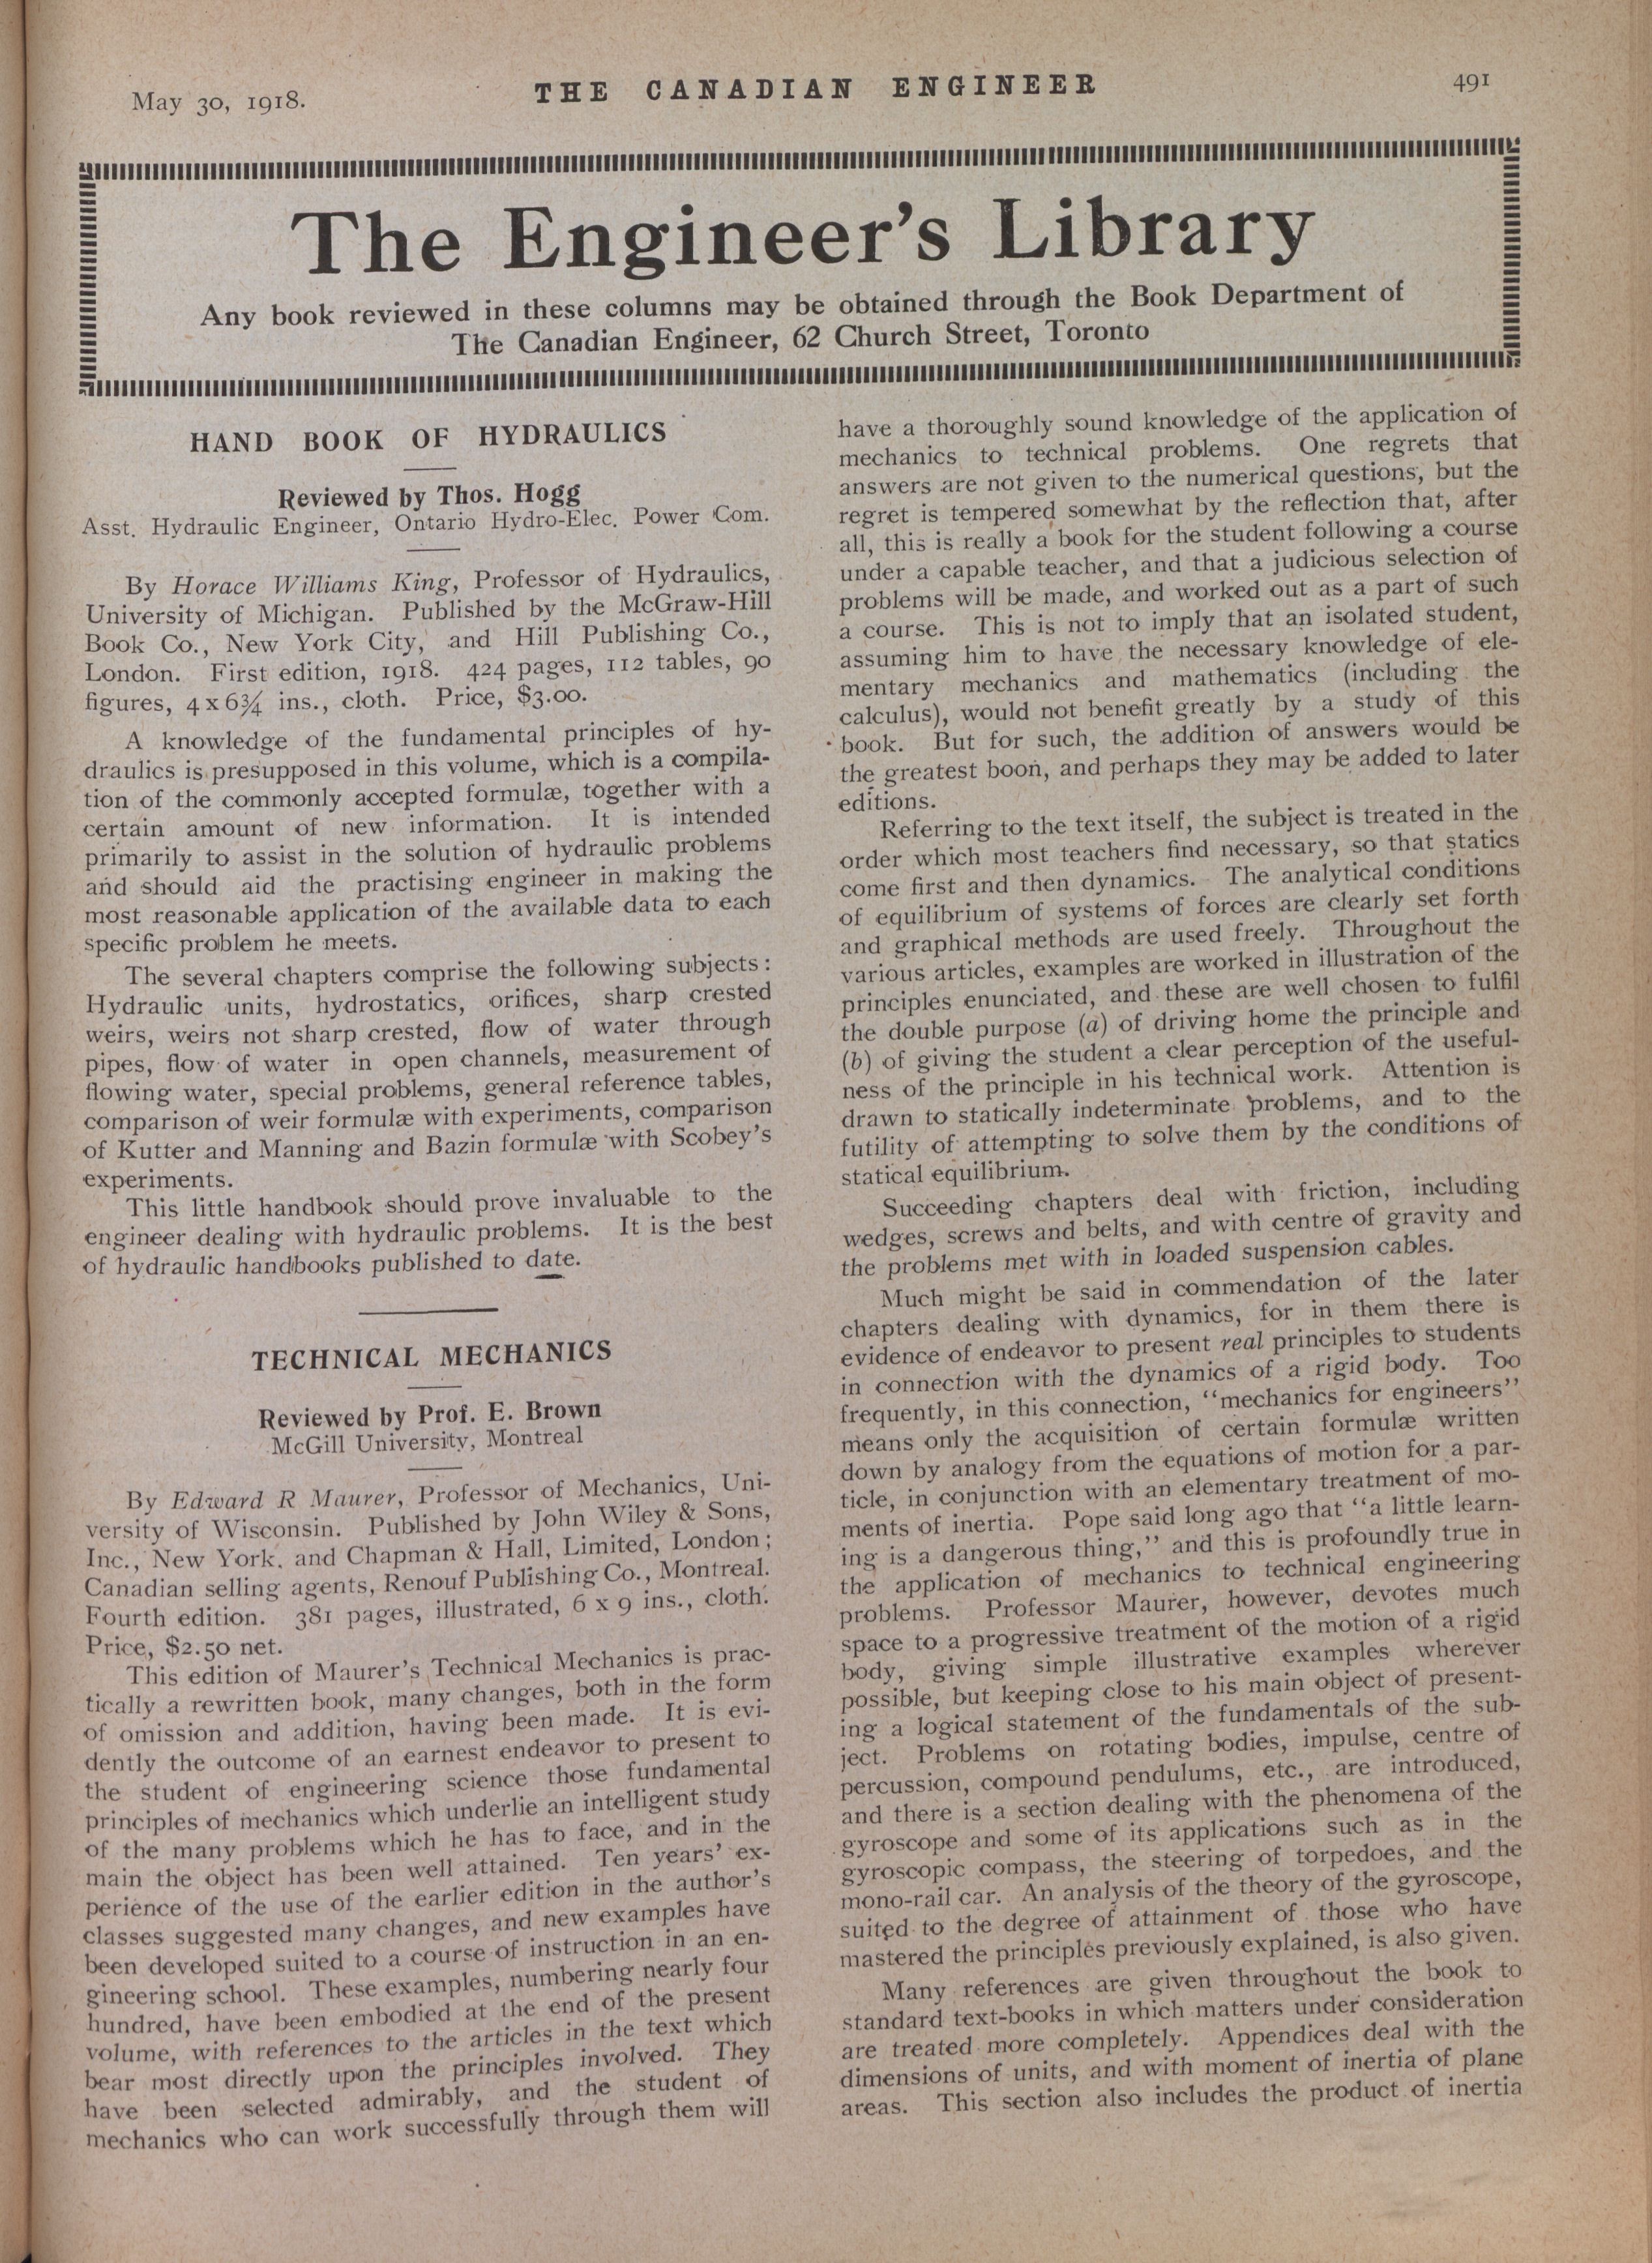 May 30, 1918.
THE CANADIAN ENGINEER
491
The Engineer's Library
Any book reviewed in these columns may be obtained through the Book Department of
The Canadian Engineer, 62 Church Street, Toronto
HAND BOOK OF HYDRAULICS
Reviewed by Thos. Hogg
Asst. Hydraulic Engineer, Ontario Hydro-Elec. Power Com.
By Horace Williams King, Professor of Hydraulics,
University of Michigan. Published by the McGraw-Hill
Book Co., New York City, and Hill Publishing Co.,
London. First edition, 1918. 424 pages, 112 tables, 90
figures, 4 x 6¾ ins., cloth. Price, $3.00.
A knowledge of the fundamental principles of hy-
draulics is presupposed in this volume, which is a compila-
tion of the commonly accepted formulæ, together with a
certain amount of new information. It is intended
primarily to assist in the solution of hydraulic problems
and should aid the practising engineer in making the
most reasonable application of the available data to each
specific problem he meets.
The several chapters comprise the following subjects:
Hydraulic units, hydrostatics, orifices, sharp crested
weirs, weirs not sharp crested, flow of water through
pipes, flow of water in open channels, measurement of
flowing water, special problems, general reference tables,
comparison of weir formulæ with experiments, comparison
of Kutter and Manning and Bazin formulæ with Scobey's
experiments.
This little handbook should prove invaluable to the
engineer dealing with hydraulic problems. It is the best
of hydraulic handbooks published to date.
TECHNICAL MECHANICS
Reviewed by Prof. E. Brown
McGill University, Montreal
By Edward R Maurer, Professor of Mechanics, Uni-
versity of Wisconsin. Published by John Wiley & Sons,
Inc., New York, and Chapman & Hall, Limited, London;
Canadian selling agents, Renouf Publishing Co., Montreal.
Fourth edition. 381 pages, illustrated, 6 x 9 ins., cloth.
Price, $2.50 net.
This edition of Maurer's Technical Mechanics is prac-
tically a rewritten book, many changes, both in the form
of omission and addition, having been made. It is evi-
dently the outcome of an earnest endeavor to present to
the student of engineering science those fundamental
principles of mechanics which underlie an intelligent study
of the many problems which he has to face, and in the
main the object has been well attained. Ten years' ex-
perience of the use of the earlier edition in the author's
classes suggested many changes, and new examples have
been developed suited to a course of instruction in an en-
gineering school. These examples, numbering nearly four
hundred, have been embodied at the end of the present
volume, with references to the articles in the text which
bear most directly upon the principles involved. They
have been selected admirably, and the student of
mechanics who can work successfully through them will
have a thoroughly sound knowledge of the application of
mechanics to technical problems. One regrets that
answers are not given to the numerical questions, but the
regret is tempered somewhat by the reflection that, after
all, this is really a book for the student following a course
under a capable teacher, and that a judicious selection of
problems will be made, and worked out as a part of such
a course. This is not to imply that an isolated student,
assuming him to have the necessary knowledge of ele-
mentary mechanics and mathematics (including the
calculus), would not benefit greatly by a study of this
book. But for such, the addition of answers would be
the greatest boon, and perhaps they may be added to later
editions.
Referring to the text itself, the subject is treated in the
order which most teachers find necessary, so that statics
come first and then dynamics. The analytical conditions
of equilibrium of systems of forces are clearly set forth
and graphical methods are used freely. Throughout the
various articles, examples are worked in illustration of the
principles enunciated, and these are well chosen to fulfil
the double purpose (a) of driving home the principle and
(b) of giving the student a clear perception of the useful-
ness of the principle in his technical work. Attention is
drawn to statically indeterminate problems, and to the
futility of attempting to solve them by the conditions of
statical equilibrium.
Succeeding chapters deal with friction, including
wedges, screws and belts, and with centre of gravity and
the problems met with in loaded suspension cables.
Much might be said in commendation of the later
chapters dealing with dynamics, for in them there is
evidence of endeavor to present real principles to students
in connection with the dynamics of a rigid body. Too
frequently, in this connection, "mechanics for engineers"
means only the acquisition of certain formulæ written
down by analogy from the equations of motion for a par-
ticle, in conjunction with an elementary treatment of mo-
ments of inertia. Pope said long ago that "a little learn-
ing is a dangerous thing," and this is profoundly true in
the application of mechanics to technical engineering
problems. Professor Maurer, however, devotes much
space to a progressive treatment of the motion of a rigid
body, giving simple illustrative examples wherever
possible, but keeping close to his main object of present-
ing a logical statement of the fundamentals of the sub-
ject. Problems on rotating bodies, impulse, centre of
percussion, compound pendulums, etc., are introduced,
and there is a section dealing with the phenomena of the
gyroscope and some of its applications such as in the
gyroscopic compass, the steering of torpedoes, and the
mono-rail car. An analysis of the theory of the gyroscope,
suited to the degree of attainment of those who have
mastered the principles previously explained, is also given.
Many references are given throughout the book to
standard text-books in which matters under consideration
are treated more completely. Appendices deal with the
dimensions of units, and with moment of inertia of plane
areas. This section also includes the product of inertia